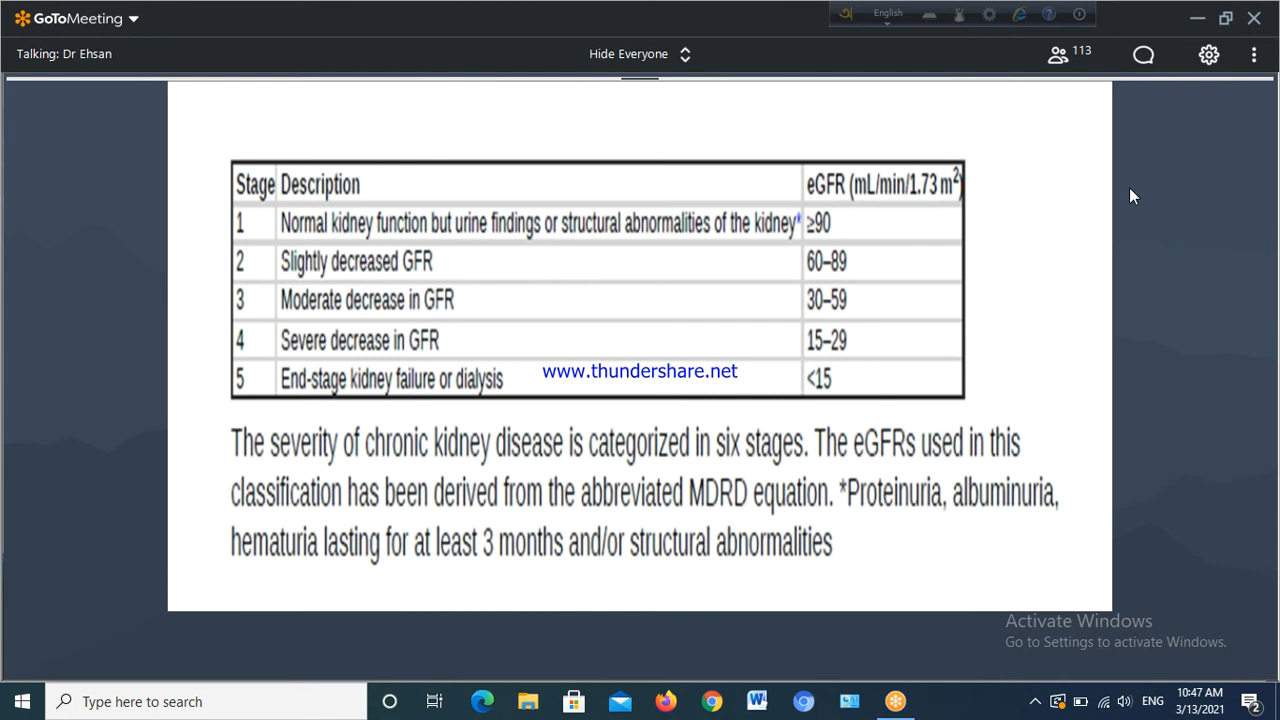 GoToMeeting
English
Talking: Dr Ehsan
Hide Everyone
113
Stage Description eGFR (mL/min/1.73 m2)
1 Normal kidney function but urine findings or structural abnormalities of the kidney* ≥90
2 Slightly decreased GFR 60–89
3 Moderate decrease in GFR 30–59
4 Severe decrease in GFR 15–29
5 End-stage kidney failure or dialysis <15
www.thundershare.net
The severity of chronic kidney disease is categorized in six stages. The eGFRs used in this
classification has been derived from the abbreviated MDRD equation. *Proteinuria, albuminuria,
hematuria lasting for at least 3 months and/or structural abnormalities
Activate Windows
Go to Settings to activate Windows.
Type here to search
ENG
10:47 AM
3/13/2021
2